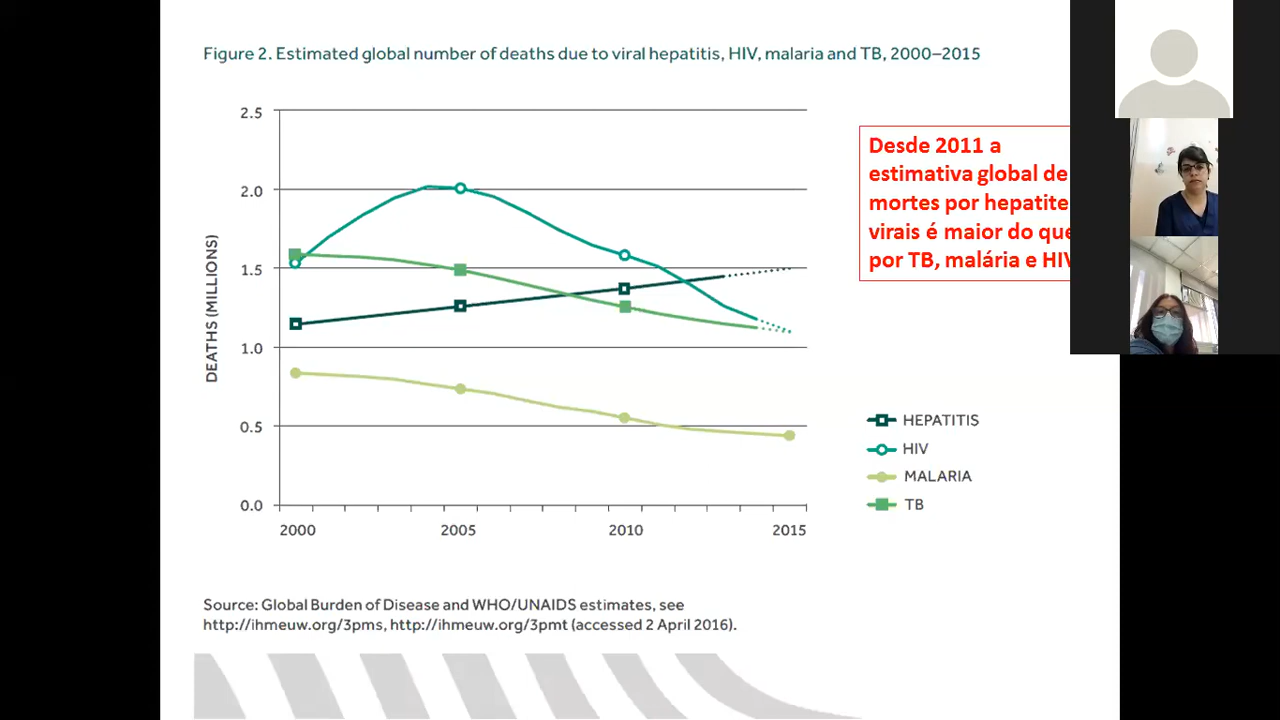 Figure 2. Estimated global number of deaths due to viral hepatitis, HIV, malaria and TB, 2000–2015
2.5
2.0
1.5
1.0
0.5
0.0
DEATHS (MILLIONS)
2000
2005
2010
2015
Desde 2011 a
estimativa global de
mortes por hepatite
virais é maior do que
por TB, malária e HIV
HEPATITIS
HIV
MALARIA
TB
Source: Global Burden of Disease and WHO/UNAIDS estimates, see
http://ihmeuw.org/3pms, http://ihmeuw.org/3pmt (accessed 2 April 2016).